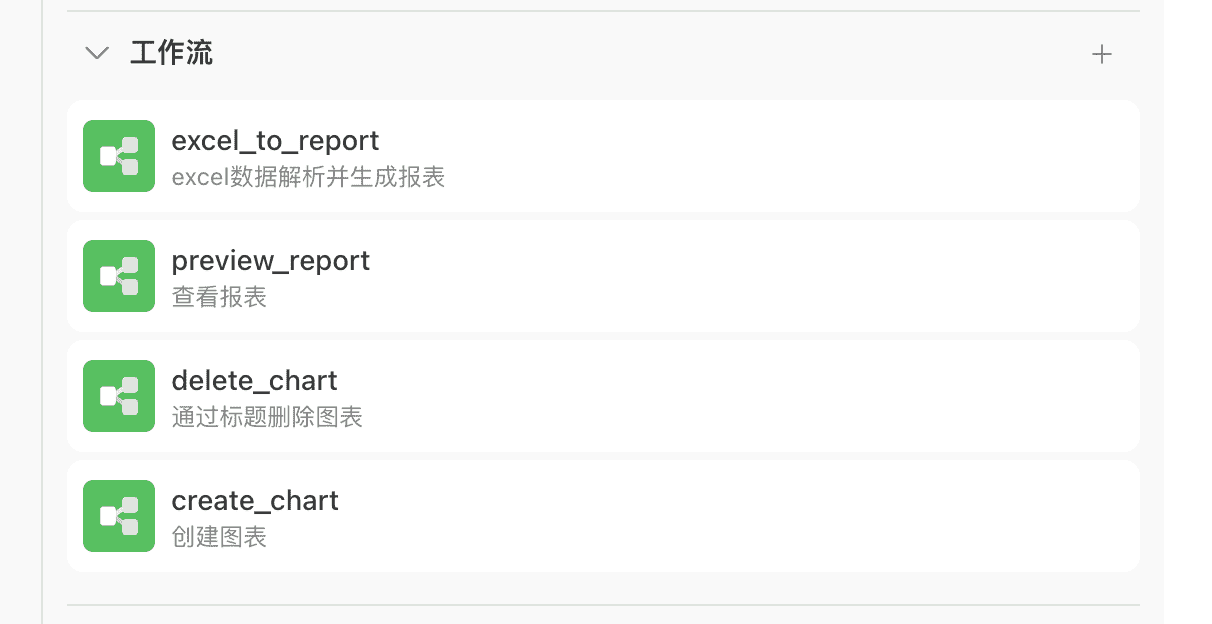 工作流
excel_to_report
excel数据解析并生成报表
preview_report
查看报表
delete_chart
通过标题删除图表
create_chart
创建图表